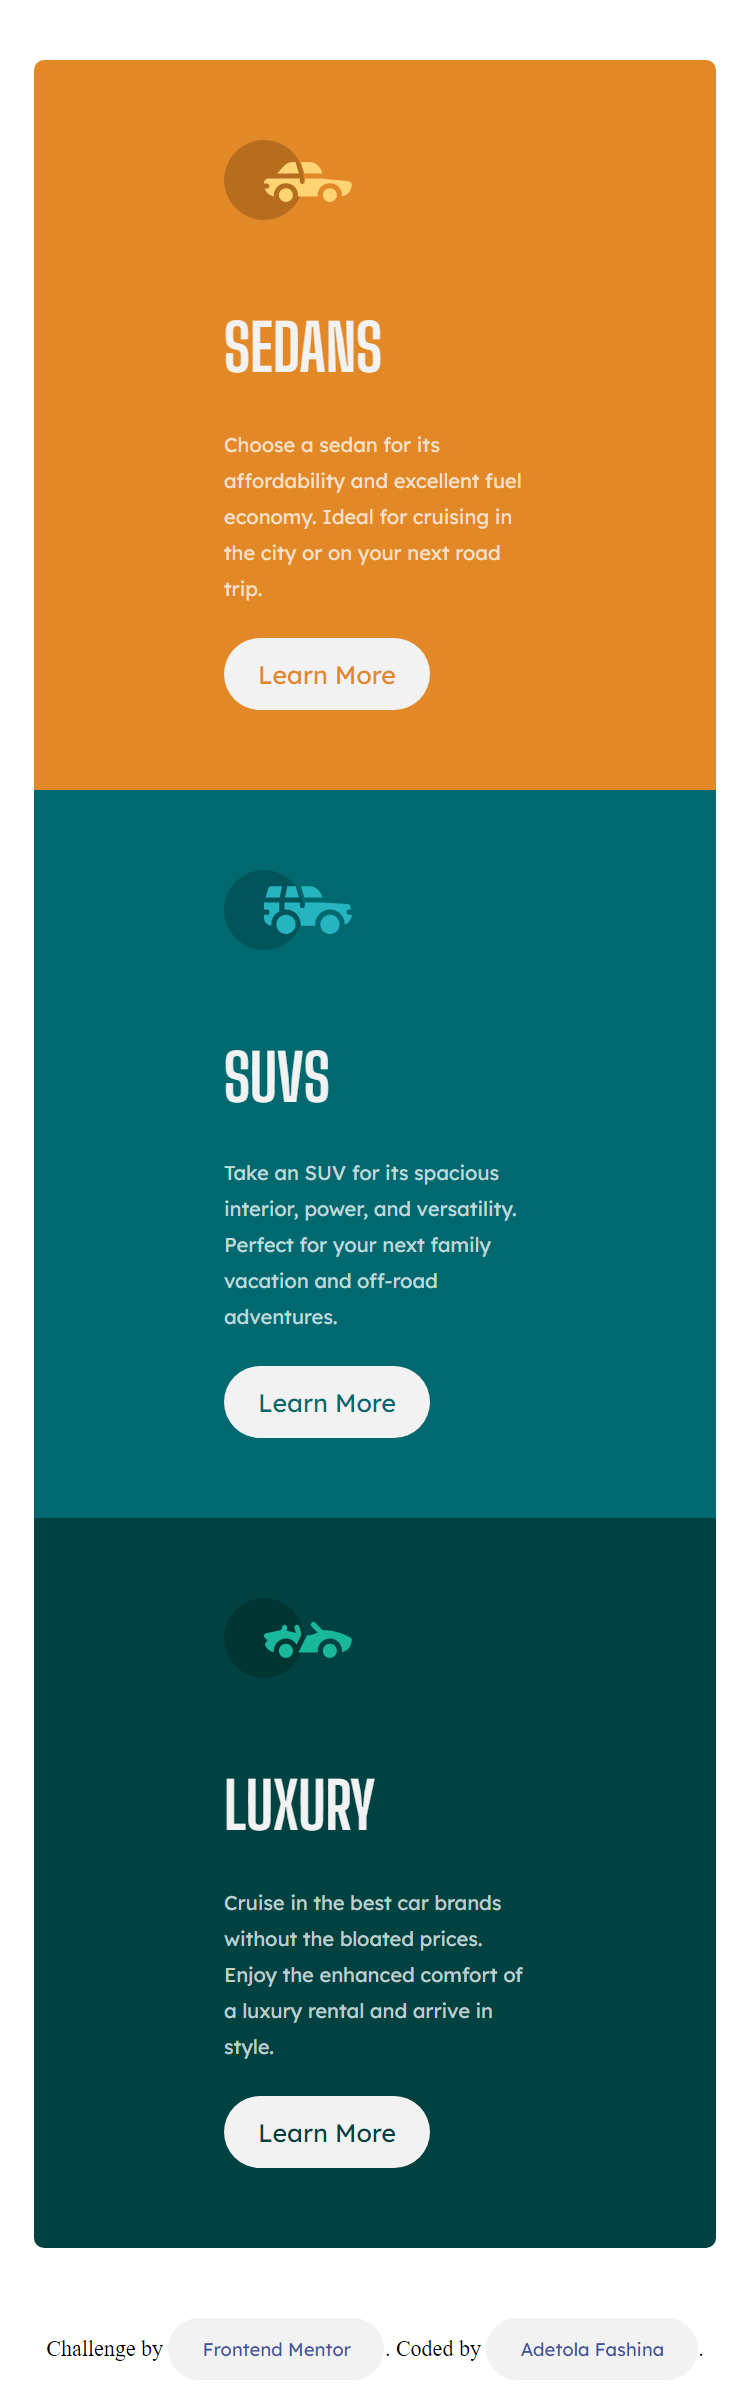 SEDANS
Choose a sedan for its
affordability and excellent fuel
economy. Ideal for cruising in
the city or on your next road
trip.
Learn More
SUVS
Take an SUV for its spacious
interior, power, and versatility.
Perfect for your next family
vacation and off-road
adventures.
Learn More
LUXURY
Cruise in the best car brands
without the bloated prices.
Enjoy the enhanced comfort of
a luxury rental and arrive in
style.
Learn More
Challenge by Frontend Mentor. Coded by Adetola Fashina.